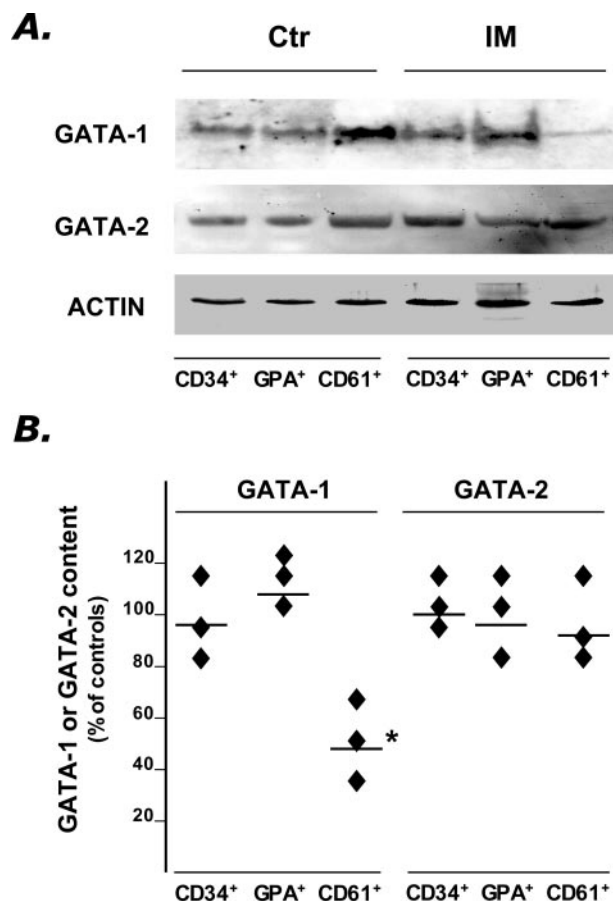 A.
Ctr IM
GATA-1
GATA-2
ACTIN
CD34⁺ GPA⁺ CD61⁺ CD34⁺ GPA⁺ CD61⁺
B.
GATA-1 GATA-2
GATA-1 or GATA-2 content
(% of controls)
120
100
80
60
*
40
20
CD34⁺ GPA⁺ CD61⁺ CD34⁺ GPA⁺ CD61⁺